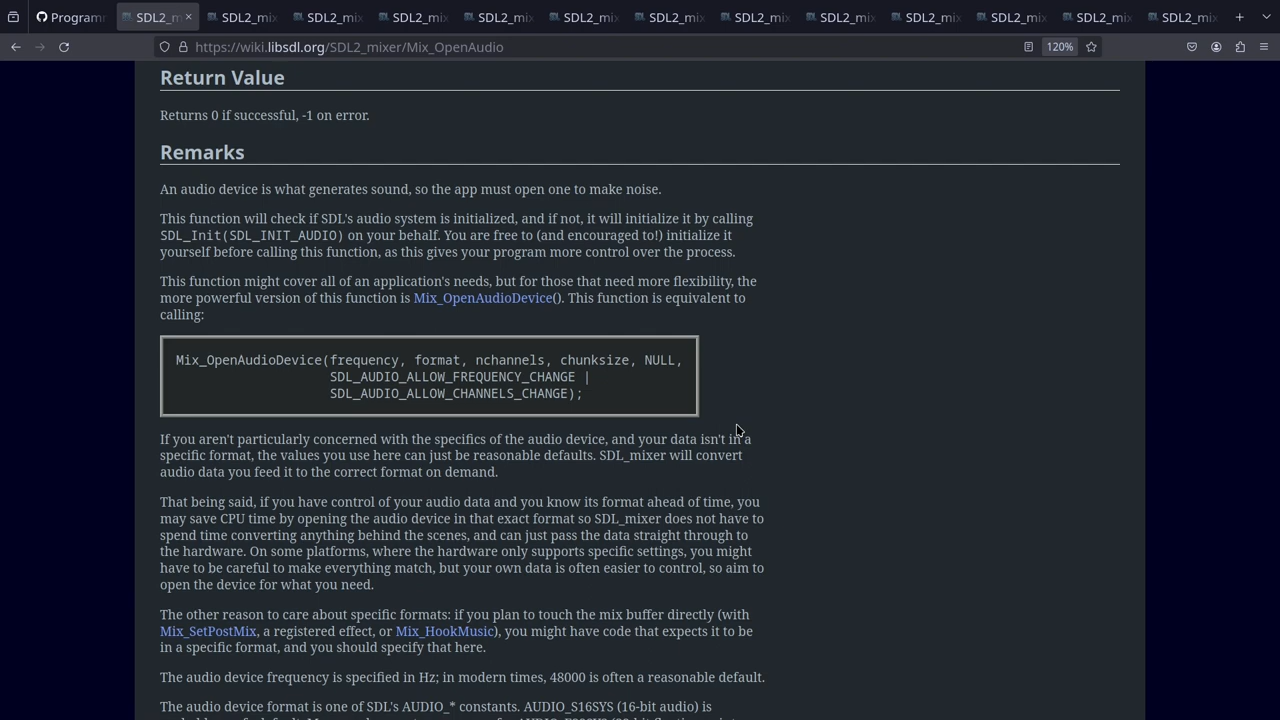 Program
SDL2_m
SDL2_mix
SDL2_mix
SDL2_mix
SDL2_mix
SDL2_mix
SDL2_mix
SDL2_mix
SDL2_mix
SDL2_mix
SDL2_mix
SDL2_mix
SDL2_mix
https://wiki.libsdl.org/SDL2_mixer/Mix_OpenAudio
120%
Return Value
Returns 0 if successful, -1 on error.
Remarks
An audio device is what generates sound, so the app must open one to make noise.
This function will check if SDL's audio system is initialized, and if not, it will initialize it by calling
SDL_Init(SDL_INIT_AUDIO) on your behalf. You are free to (and encouraged to!) initialize it
yourself before calling this function, as this gives your program more control over the process.
This function might cover all of an application's needs, but for those that need more flexibility, the
more powerful version of this function is Mix_OpenAudioDevice(). This function is equivalent to
calling:
Mix_OpenAudioDevice(frequency, format, nchannels, chunksize, NULL,
SDL_AUDIO_ALLOW_FREQUENCY_CHANGE |
SDL_AUDIO_ALLOW_CHANNELS_CHANGE);
If you aren't particularly concerned with the specifics of the audio device, and your data isn't in a
specific format, the values you use here can just be reasonable defaults. SDL_mixer will convert
audio data you feed it to the correct format on demand.
That being said, if you have control of your audio data and you know its format ahead of time, you
may save CPU time by opening the audio device in that exact format so SDL_mixer does not have to
spend time converting anything behind the scenes, and can just pass the data straight through to
the hardware. On some platforms, where the hardware only supports specific settings, you might
have to be careful to make everything match, but your own data is often easier to control, so aim to
open the device for what you need.
The other reason to care about specific formats: if you plan to touch the mix buffer directly (with
Mix_SetPostMix, a registered effect, or Mix_HookMusic), you might have code that expects it to be
in a specific format, and you should specify that here.
The audio device frequency is specified in Hz; in modern times, 48000 is often a reasonable default.
The audio device format is one of SDL's AUDIO_* constants. AUDIO_S16SYS (16-bit audio) is